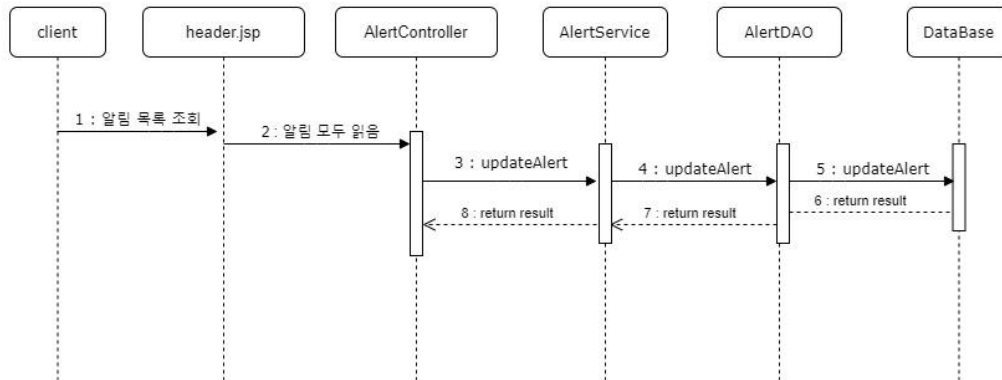 client
header.jsp
AlertController
AlertService
AlertDAO
DataBase
1 : 알림 목록 조회
2 : 알림 모두 읽음
3 : updateAlert
4 : updateAlert
5 : updateAlert
6 : return result
7 : return result
8 : return result